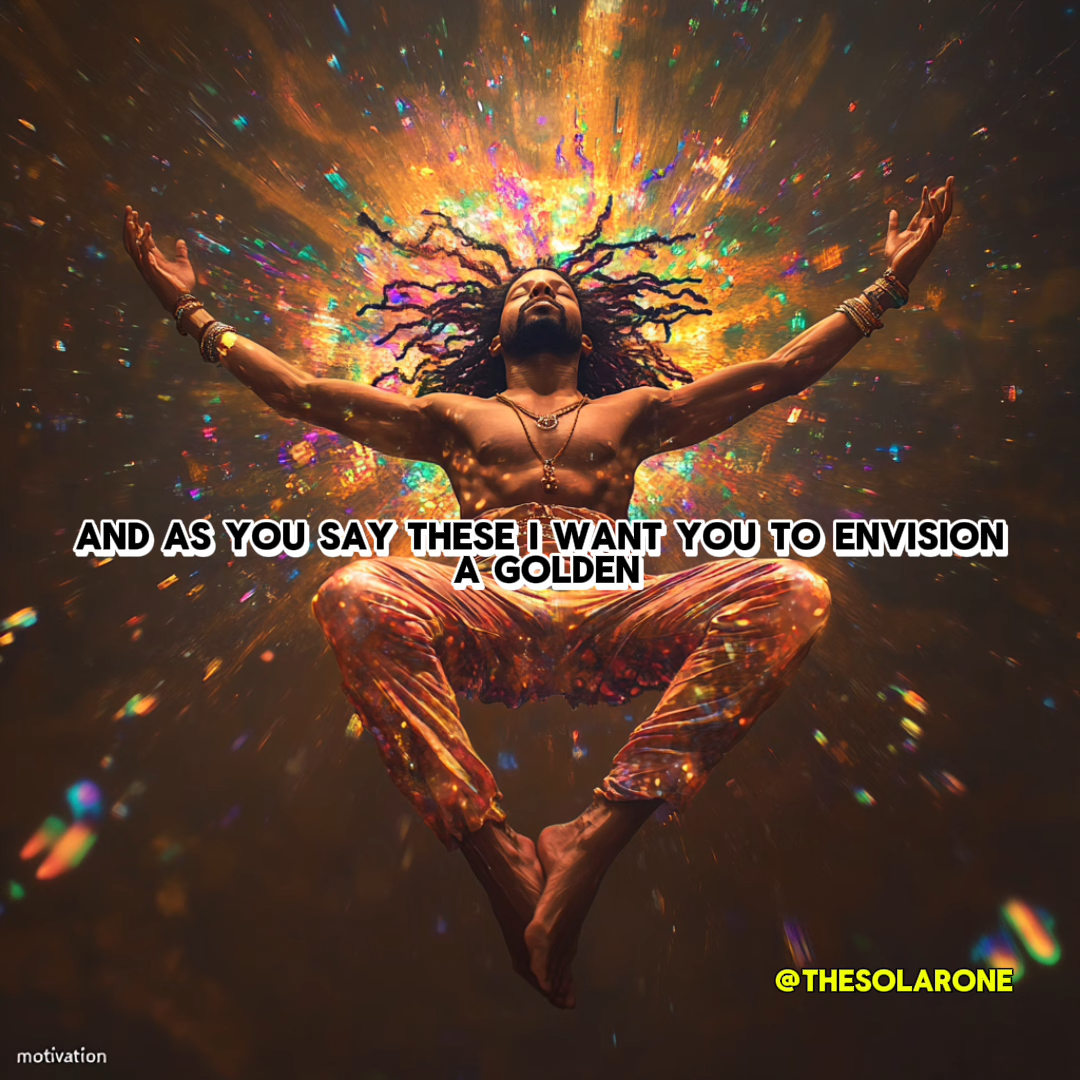 AND AS YOU SAY THESE I WANT YOU TO ENVISION
A GOLDEN
@THESOLARONE
motivation